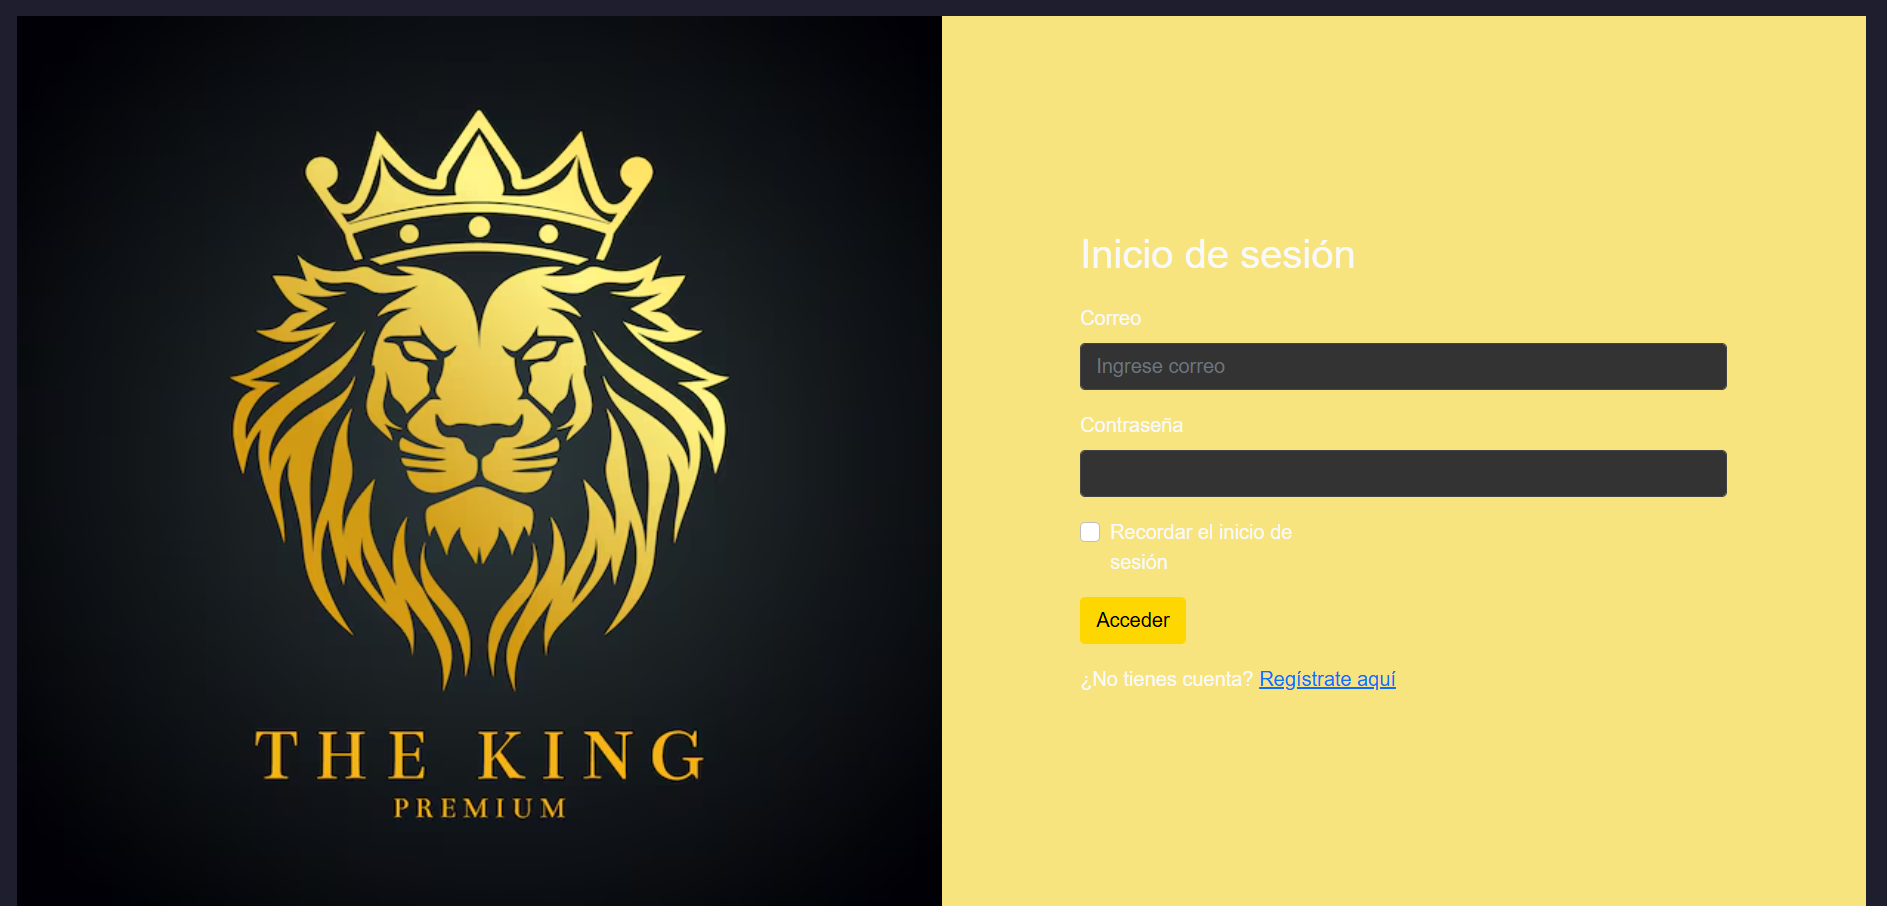 THE KING
PREMIUM
Inicio de sesión
Correo
Ingrese correo
Contraseña
Recordar el inicio de
sesión
Acceder
¿No tienes cuenta? Regístrate aquí